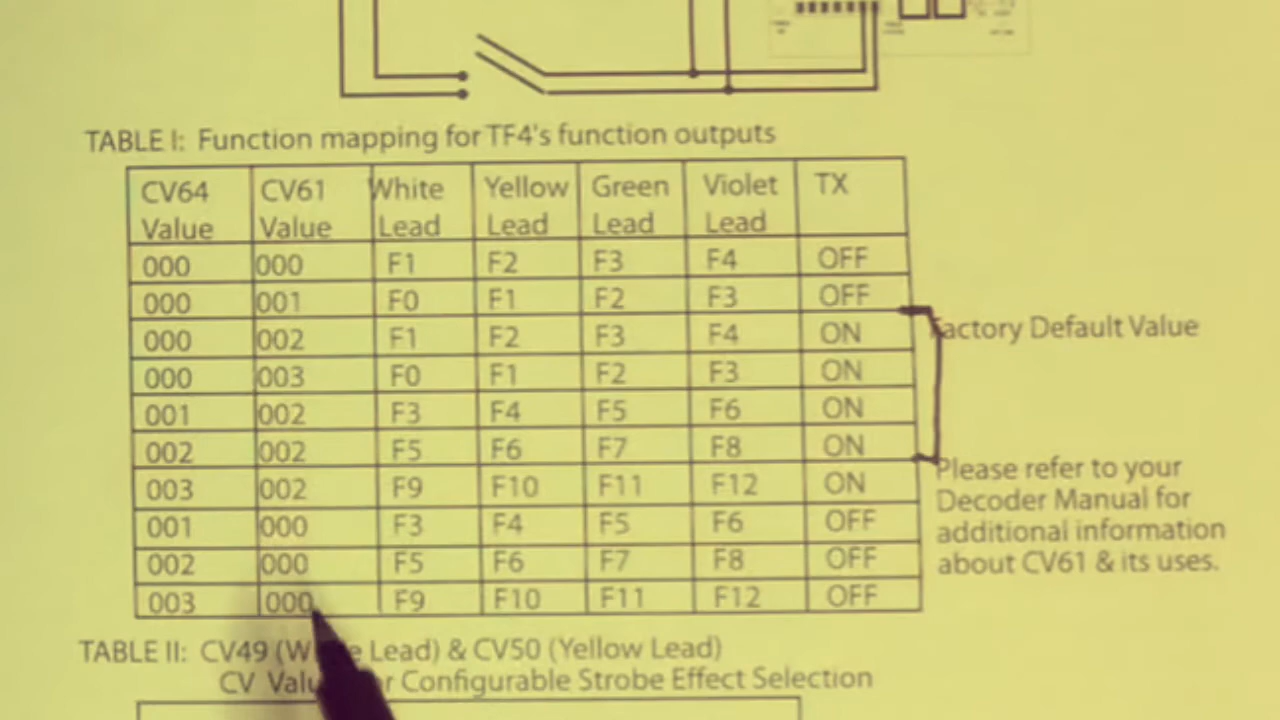 TABLE I: Function mapping for TF4's function outputs
CV64 Value CV61 Value White Lead Yellow Lead Green Lead Violet Lead TX
000 000 F1 F2 F3 F4 OFF
000 001 F0 F1 F2 F3 OFF
000 002 F1 F2 F3 F4 ON
Factory Default Value
000 003 F0 F1 F2 F3 ON
001 002 F3 F4 F5 F6 ON
002 002 F5 F6 F7 F8 ON
003 002 F9 F10 F11 F12 ON
001 000 F3 F4 F5 F6 OFF
002 000 F5 F6 F7 F8 OFF
003 000 F9 F10 F11 F12 OFF
Please refer to your
Decoder Manual for
additional information
about CV61 & its uses.
TABLE II: CV49 (Lead) & CV50 (Yellow Lead)
CV Configurable Strobe Effect Selection